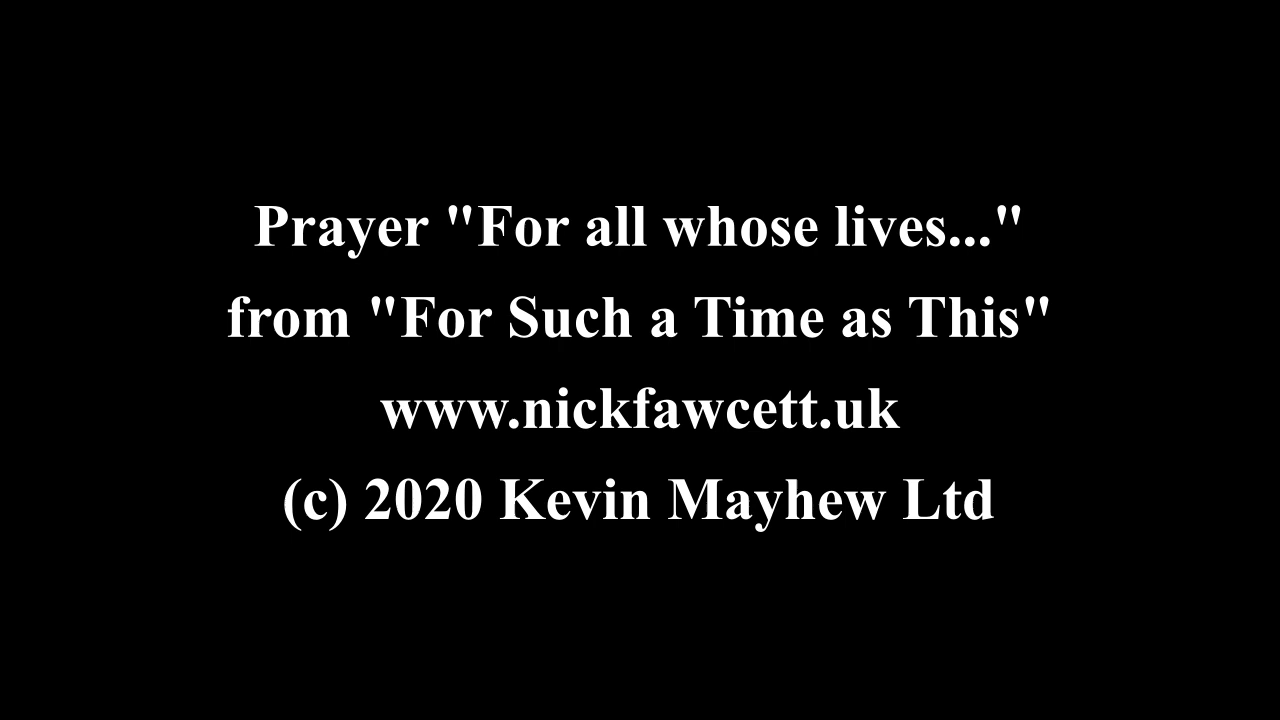 Prayer "For all whose lives..."
from "For Such a Time as This"
www.nickfawcett.uk
(c) 2020 Kevin Mayhew Ltd